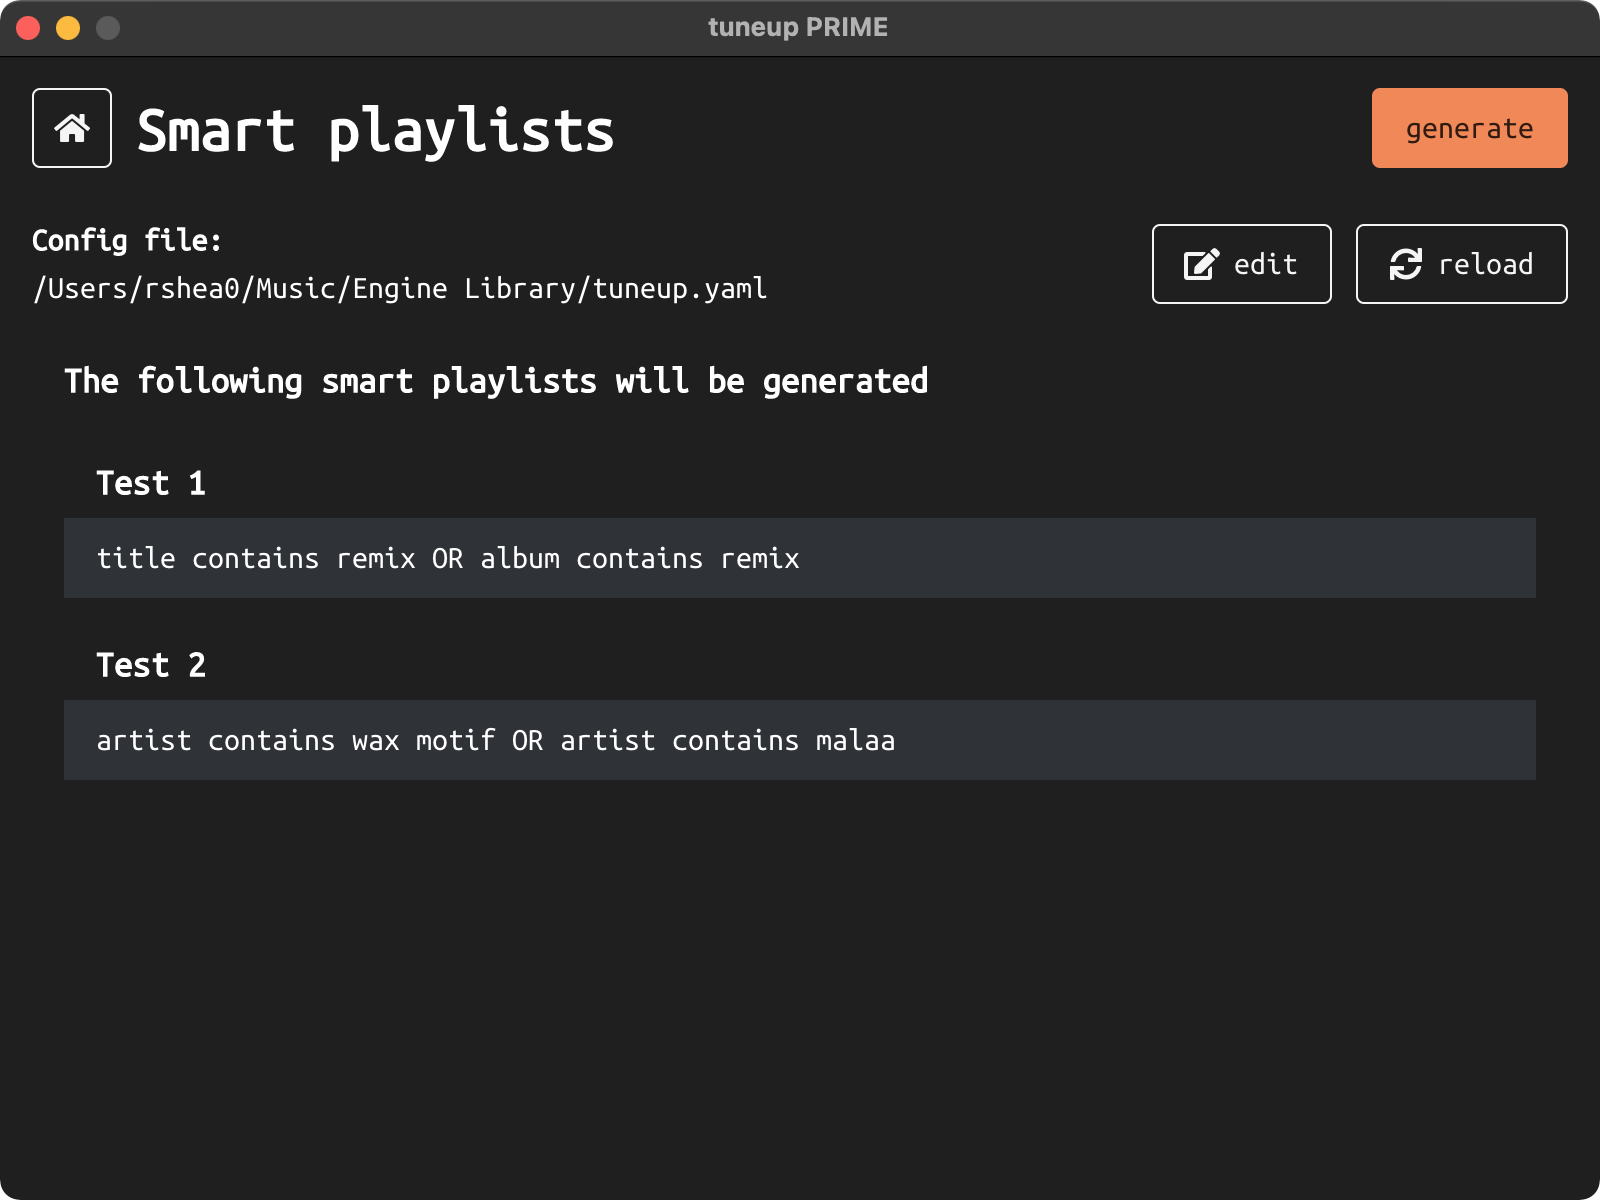 tuneup PRIME
Smart playlists
generate
Config file:
/Users/rshea0/Music/Engine Library/tuneup.yaml
edit
reload
The following smart playlists will be generated
Test 1
title contains remix OR album contains remix
Test 2
artist contains wax motif OR artist contains malaa